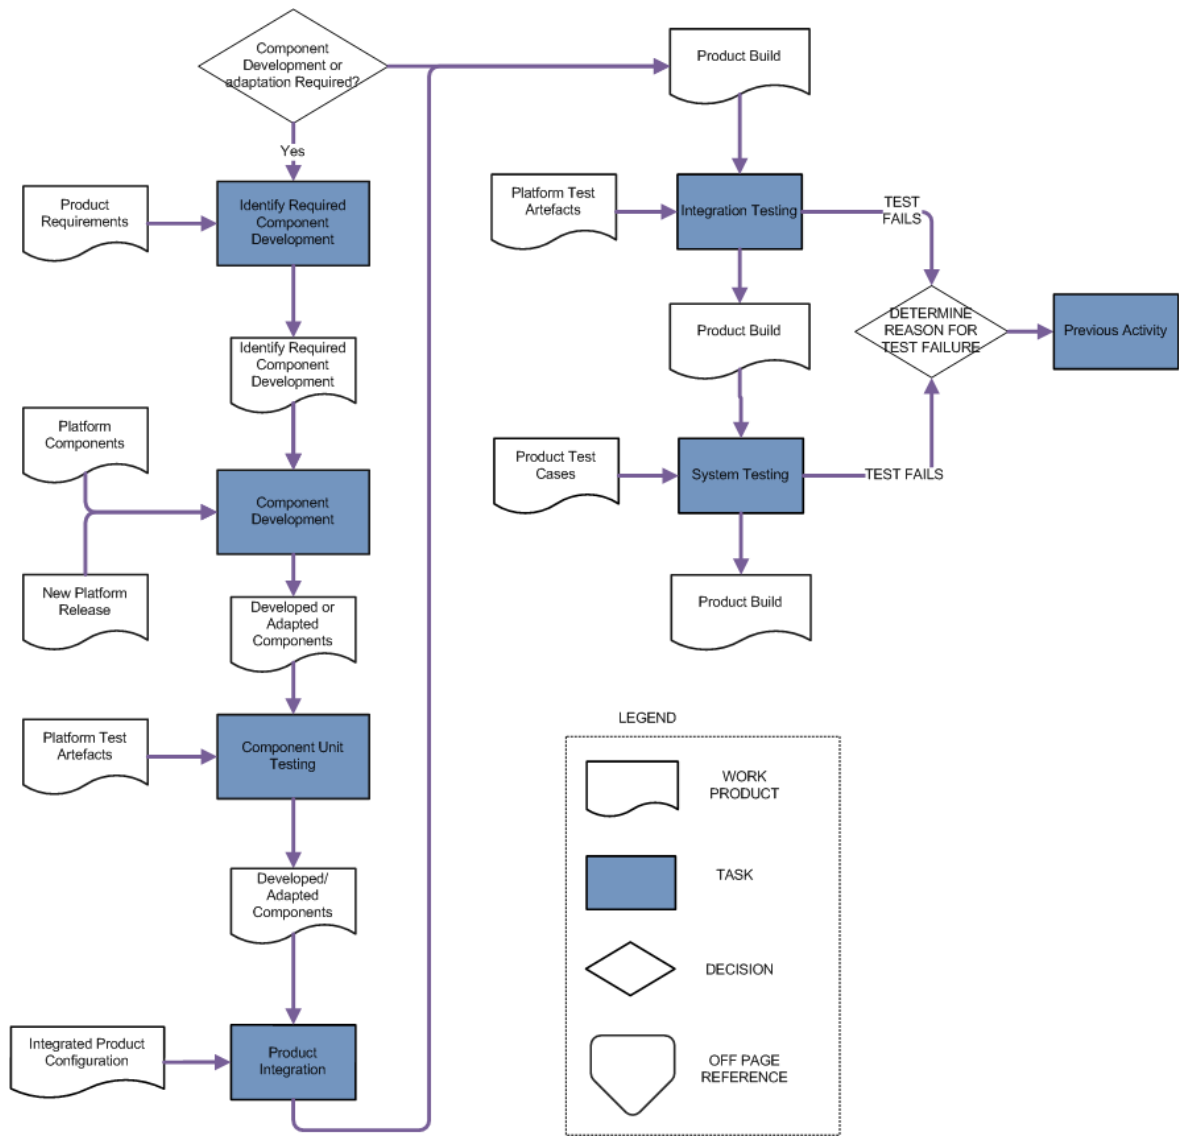 Component
Development or
adaptation Required?
Yes
Product
Requirements
Identify Required
Component
Development
Identify Required
Component
Development
Platform
Components
Component
Development
New Platform
Release
Developed or
Adapted
Components
Platform Test
Artefacts
Component Unit
Testing
Developed/
Adapted
Components
Integrated Product
Configuration
Product
Integration
Product Build
Platform Test
Artefacts
Integration Testing
TEST
FAILS
Product Build
DETERMINE
REASON FOR
TEST FAILURE
Previous Activity
Product Test
Cases
System Testing
TEST FAILS
Product Build
LEGEND
WORK
PRODUCT
TASK
DECISION
OFF PAGE
REFERENCE